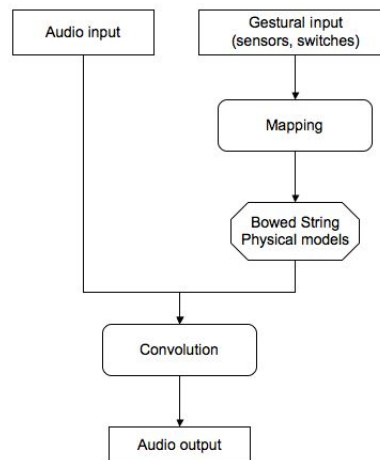 Audio input
Gestural input
(sensors, switches)
Mapping
Bowed String
Physical models
Convolution
Audio output